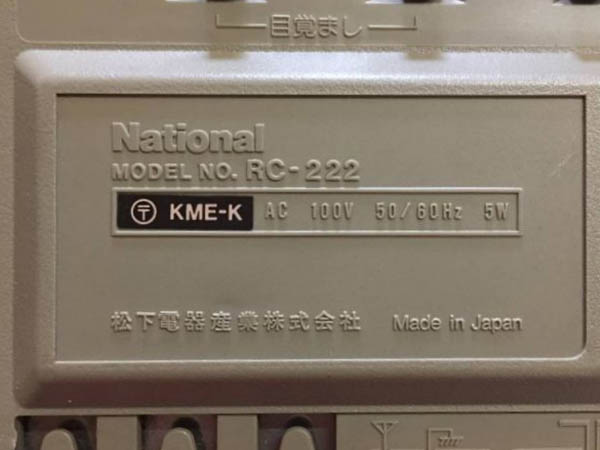 目覚まし
National
MODEL NO. RC-222
〒 KME-K AC 100V 50/60Hz 5W
松下電器産業株式会社 Made in Japan